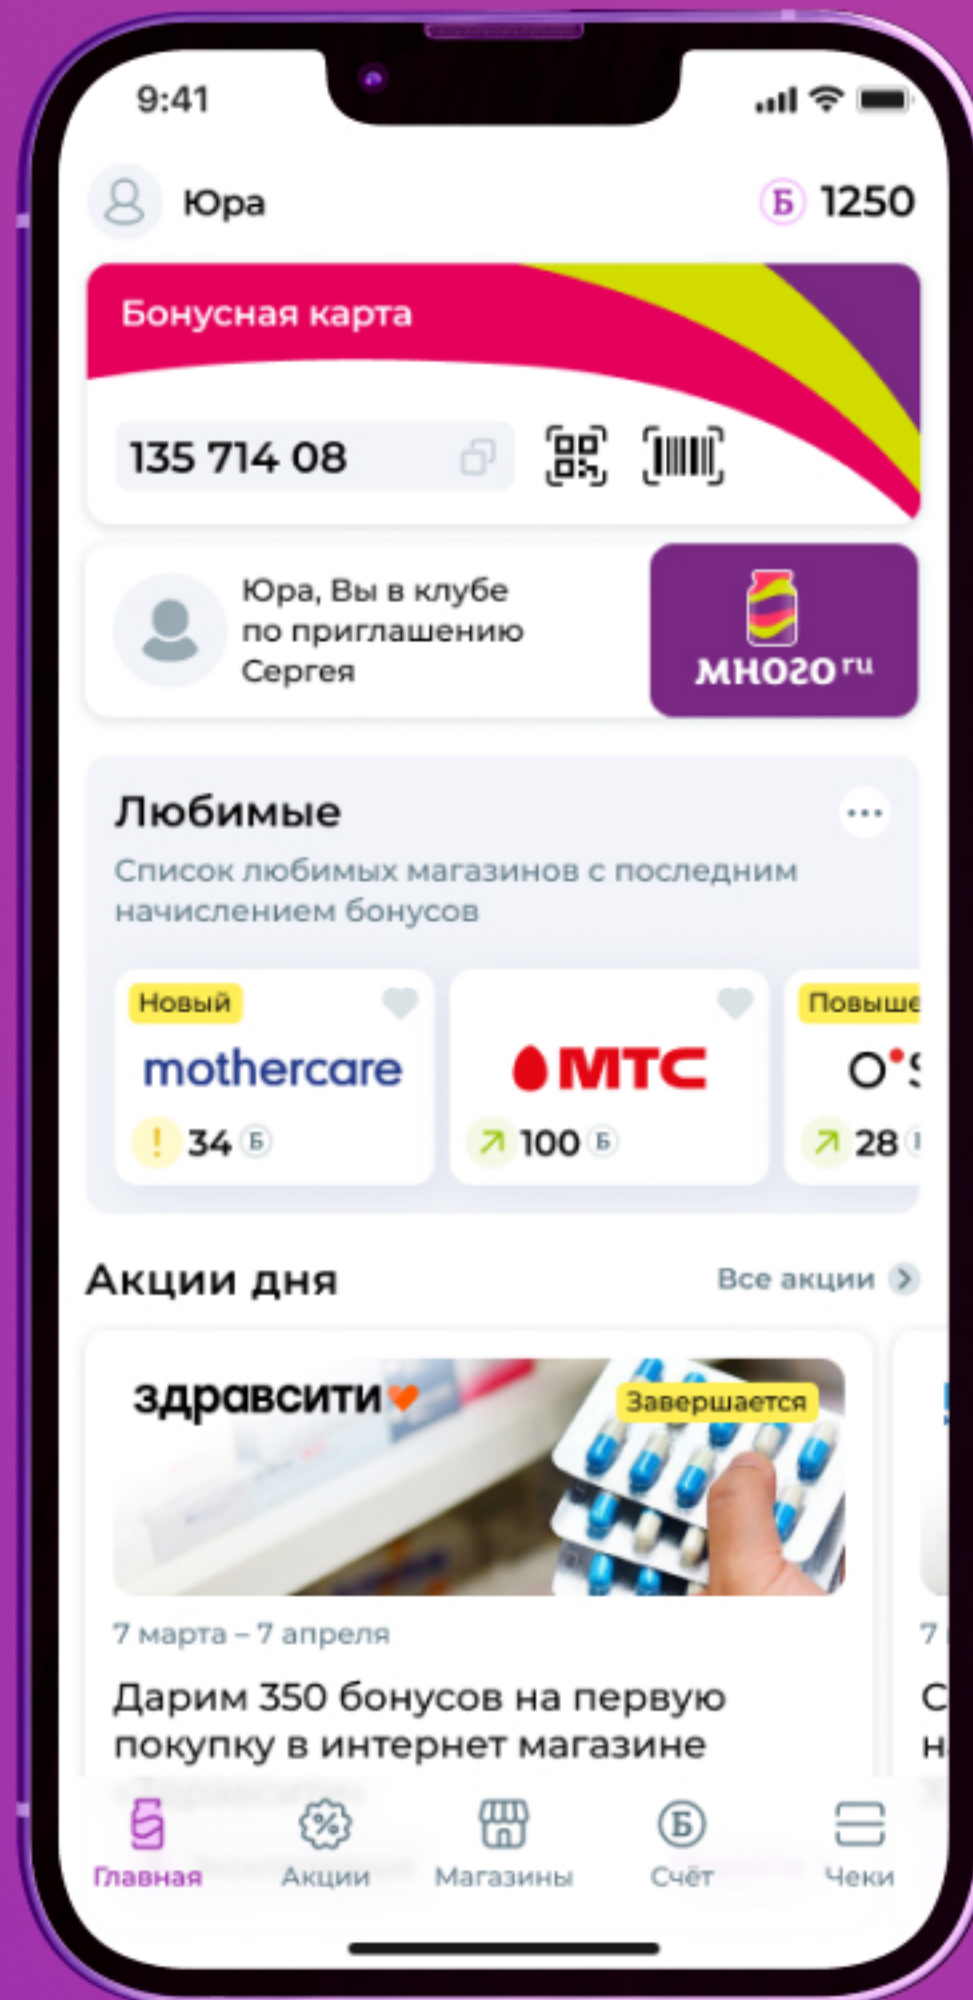 9:41
Юра
Б 1250
Бонусная карта
135 714 08
Юра, Вы в клубе
по приглашению
Сергея
много ru
Любимые
Список любимых магазинов с последним
начислением бонусов
Новый
mothercare
34 Б
МТС
100 Б
28
Акции дня
Все акции
здравсити
Завершается
7 марта – 7 апреля
Дарим 350 бонусов на первую
покупку в интернет магазине
«Здравсити»
Главная
Акции
Магазины
Счёт
Чеки